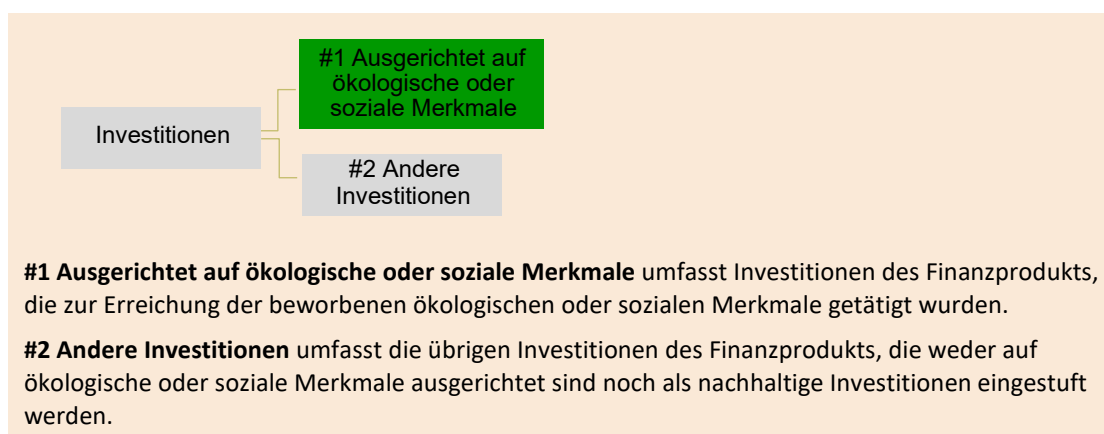 #1 Ausgerichtet auf
ökologische oder
soziale Merkmale
Investitionen
#2 Andere
Investitionen
#1 Ausgerichtet auf ökologische oder soziale Merkmale umfasst Investitionen des Finanzprodukts,
die zur Erreichung der beworbenen ökologischen oder sozialen Merkmale getätigt wurden.
#2 Andere Investitionen umfasst die übrigen Investitionen des Finanzprodukts, die weder auf
ökologische oder soziale Merkmale ausgerichtet sind noch als nachhaltige Investitionen eingestuft
werden.